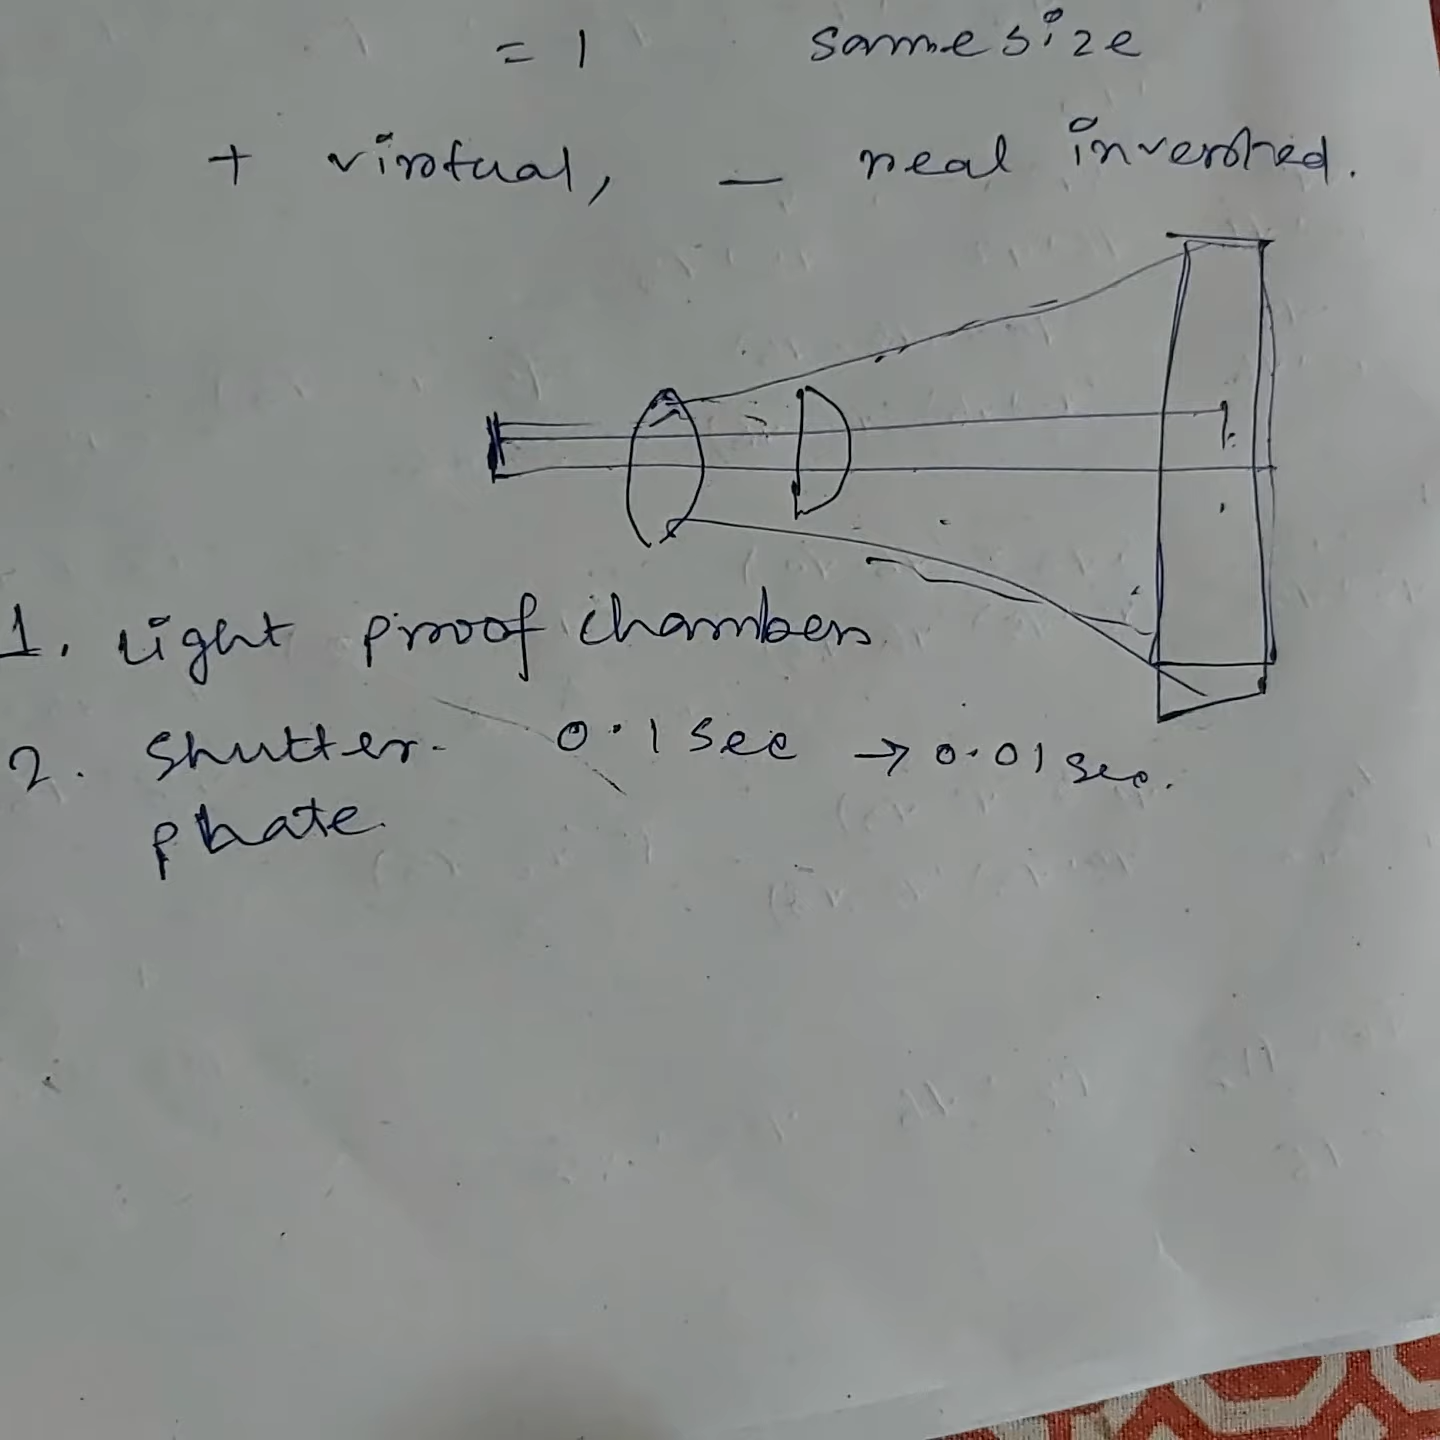 = 1 same size
+ virtual, - real inverted.
1. Light proof chamber
2. Shutter- 0.1 sec → 0.01 sec.
plate